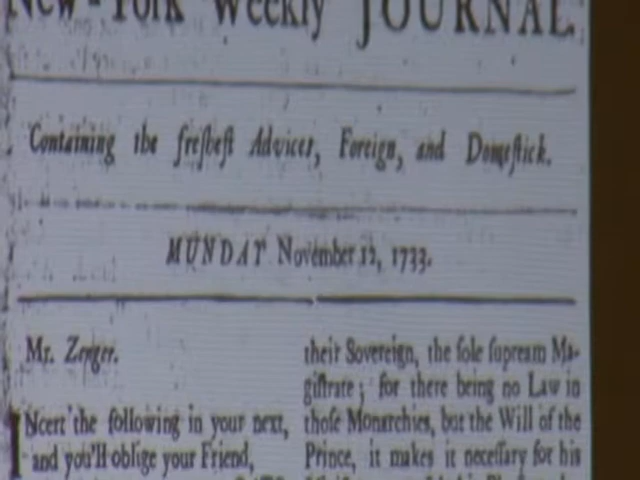 New-York Weekly JOURNAL.
Containing the freſheſt Advices, Foreign, and Domeſtick.
MUNDAY November 12, 1733.
Mr. Zenger.
INcert the following in your next,
and you'll oblige your Friend,
their Sovereign, the ſole ſupream Ma-
giſtrate; for there being no Law in
thoſe Monarchies, but the Will of the
Prince, it makes it neceſſary for his